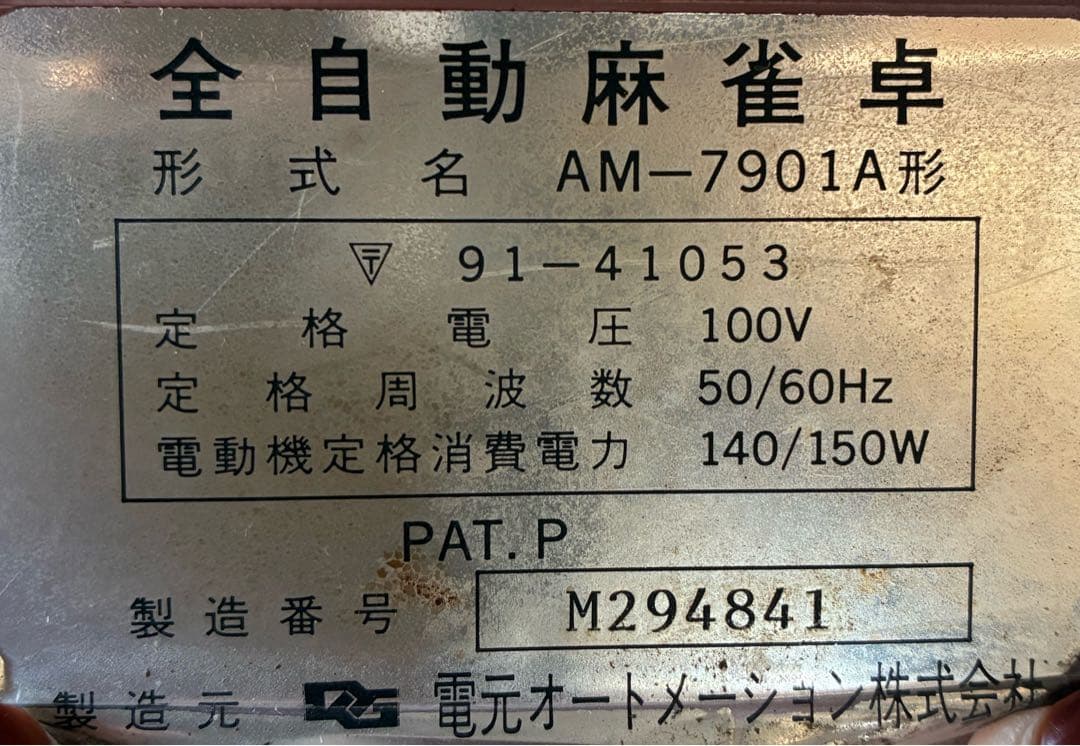 全自動麻雀卓
形式名 AM-7901A形
〒 91-41053
定格電圧 100V
定格周波数 50/60Hz
電動機定格消費電力 140/150W
PAT. P
製造番号 M294841
製造元 DG 電元オートメーション株式会社